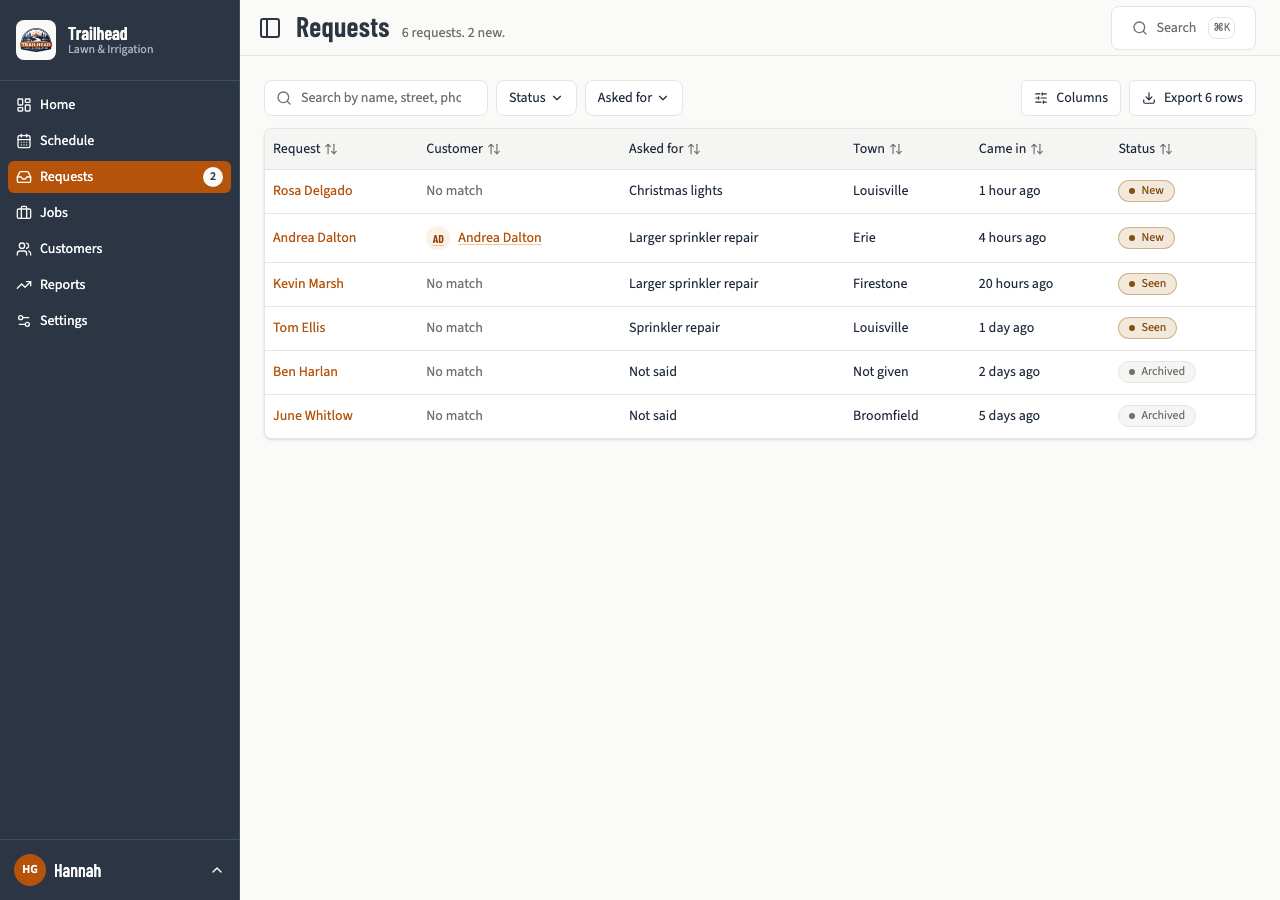 Trailhead
Lawn & Irrigation
Home
Schedule
Requests 2
Jobs
Customers
Reports
Settings
HG Hannah
Requests 6 requests. 2 new.
Search ⌘K
Search by name, street, pho
Status
Asked for
Columns
Export 6 rows
Request Customer Asked for Town Came in Status
Rosa Delgado No match Christmas lights Louisville 1 hour ago New
Andrea Dalton AD Andrea Dalton Larger sprinkler repair Erie 4 hours ago New
Kevin Marsh No match Larger sprinkler repair Firestone 20 hours ago Seen
Tom Ellis No match Sprinkler repair Louisville 1 day ago Seen
Ben Harlan No match Not said Not given 2 days ago Archived
June Whitlow No match Not said Broomfield 5 days ago Archived